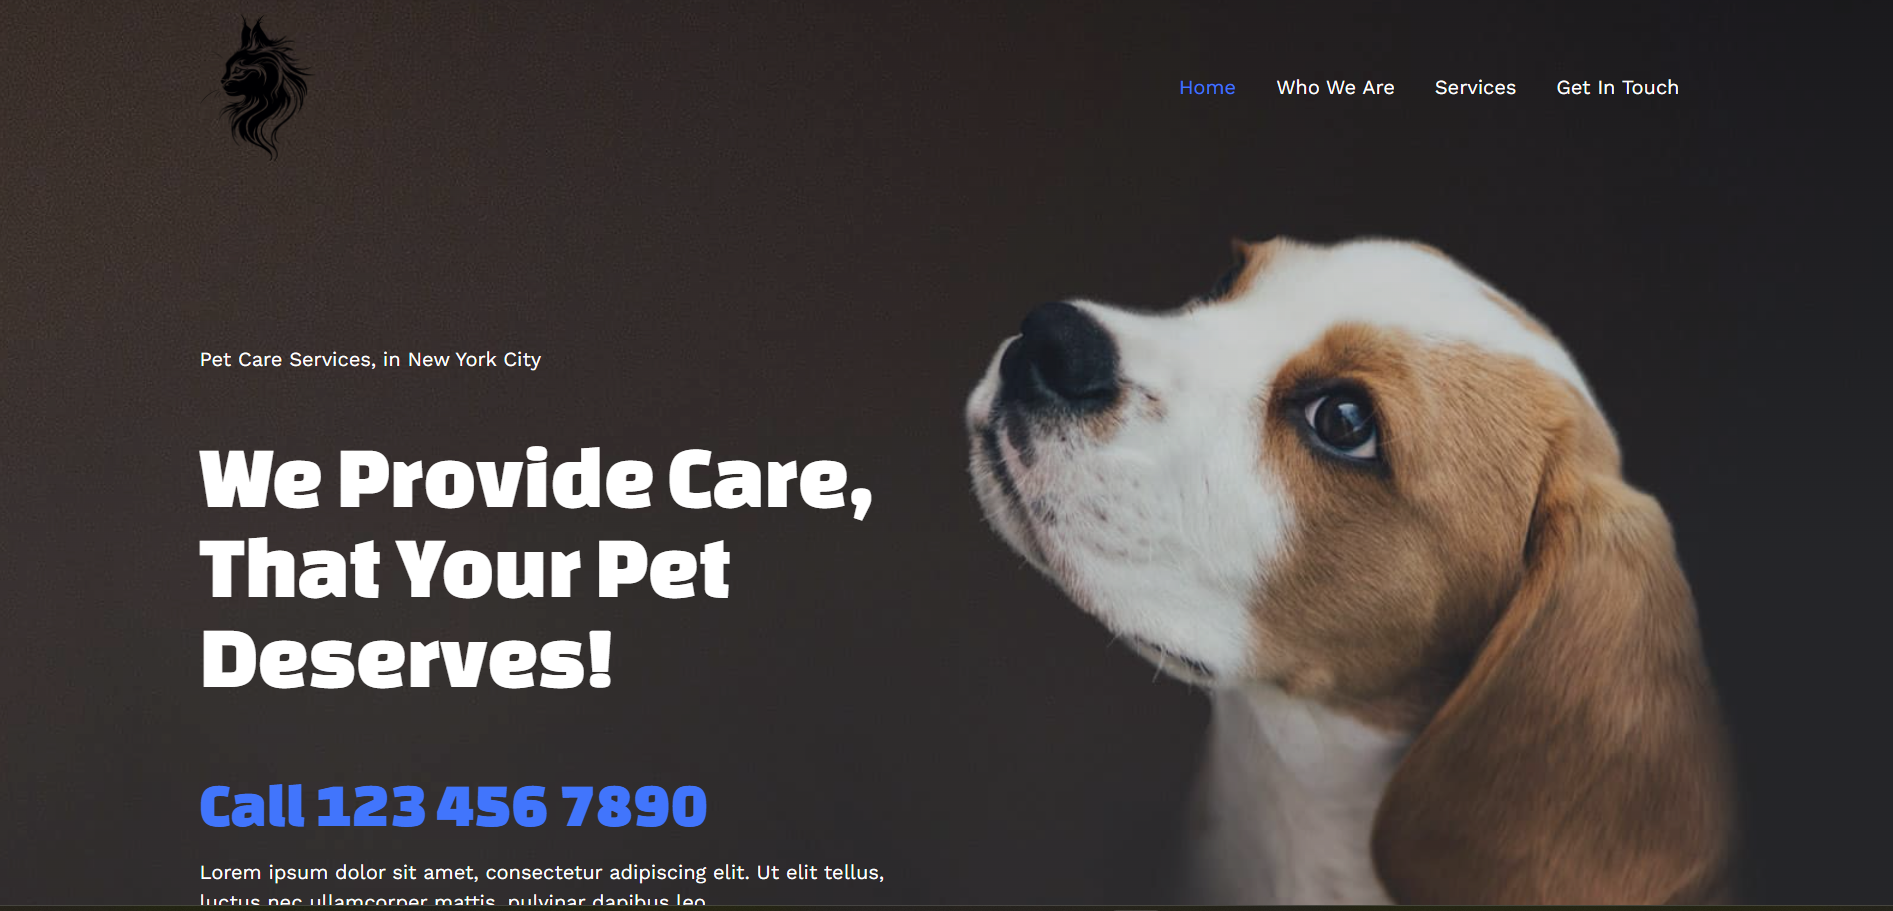 Home Who We Are Services Get In Touch
Pet Care Services, in New York City
We Provide Care,
That Your Pet
Deserves!
Call 123 456 7890
Lorem ipsum dolor sit amet, consectetur adipiscing elit. Ut elit tellus,
luctus nec ullamcorper mattis, pulvinar dapibus leo.